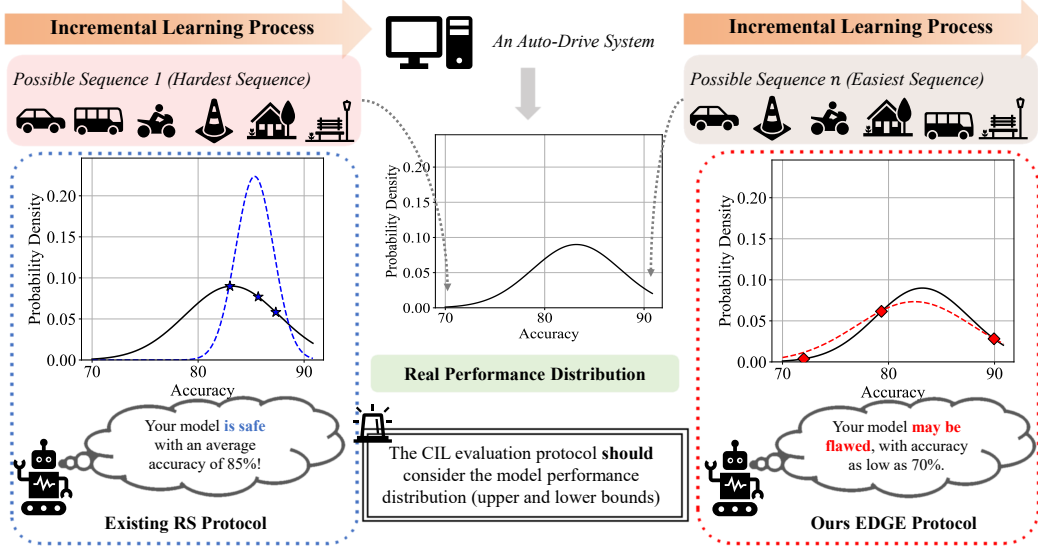 Incremental Learning Process
Possible Sequence 1 (Hardest Sequence)
An Auto-Drive System
Incremental Learning Process
Possible Sequence n (Easiest Sequence)
Probability Density
0.20
0.15
0.10
0.05
0.00
70
80
90
Accuracy
Your model is safe
with an average
accuracy of 85%!
Existing RS Protocol
Probability Density
0.20
0.15
0.10
0.05
0.00
70
80
90
Accuracy
Real Performance Distribution
The CIL evaluation protocol should
consider the model performance
distribution (upper and lower bounds)
Probability Density
0.20
0.15
0.10
0.05
0.00
70
80
90
Accuracy
Your model may be
flawed, with accuracy
as low as 70%.
Ours EDGE Protocol